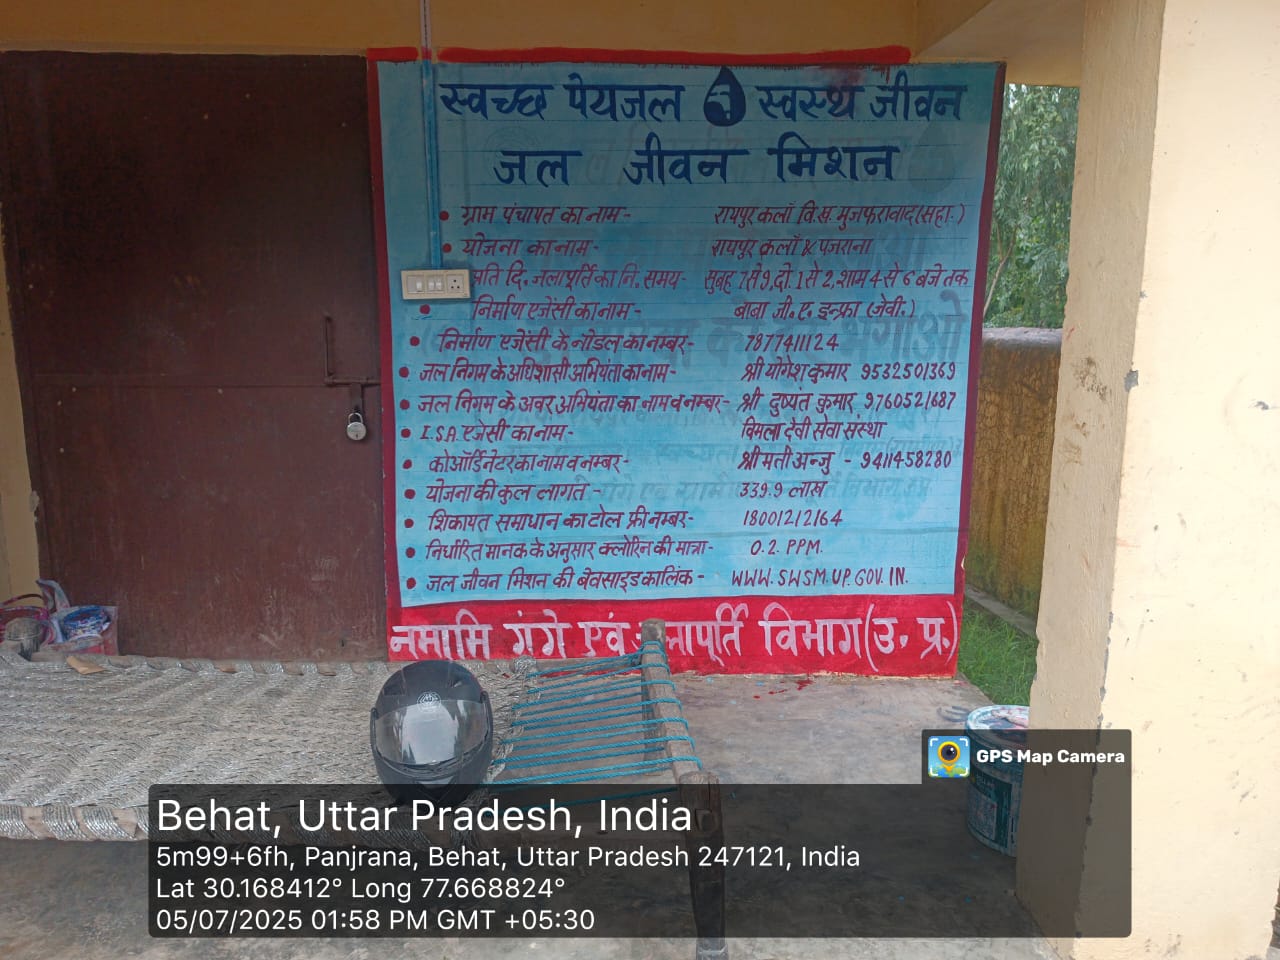 स्वच्छ पेयजल स्वस्थ जीवन
जल जीवन मिशन
• ग्राम पंचायत का नाम - रायपुर कलाँ वि.ख. मुजफरावाद (सहा.)
• योजना का नाम - रायपुर कलाँ & पंजराना
प्रति दि. जलापूर्ति का नि. समय- सुबह 7 से 9, दो. 1 से 2, शाम 4 से 6 बजे तक
• निर्माण एजेंसी का नाम - बाबा जी. ए. इन्फ्रा (जेवी.)
• निर्माण एजेंसी के नोडल का नम्बर- 7877411124
• जल निगम के अधिशासी अभियंता का नाम- श्री योगेश कुमार 9532501369
• जल निगम के अवर अभियंता का नाम व नम्बर- श्री दुष्यंत कुमार 9760521687
• I.S.A. एजेंसी का नाम - विमला देवी सेवा संस्था
• कोऑर्डिनेटर का नाम व नम्बर- श्रीमती अन्जु - 9411458280
• योजना की कुल लागत - 339.9 लाख
• शिकायत समाधान का टोल फ्री नम्बर- 18001212164
• निर्धारित मानक के अनुसार क्लोरिन की मात्रा- 0.2. PPM.
• जल जीवन मिशन की बेवसाइड का लिंक - WWW.SWSM.UP.GOV.IN.
नमामि गंगे एवं जलापूर्ति विभाग (उ. प्र.)
GPS Map Camera
Behat, Uttar Pradesh, India
5m99+6fh, Panjrana, Behat, Uttar Pradesh 247121, India
Lat 30.168412° Long 77.668824°
05/07/2025 01:58 PM GMT +05:30